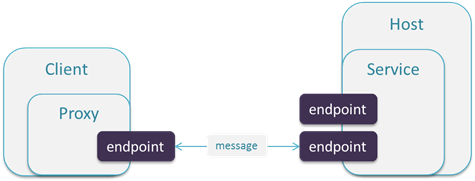 Client
Proxy
endpoint
message
Host
Service
endpoint
endpoint